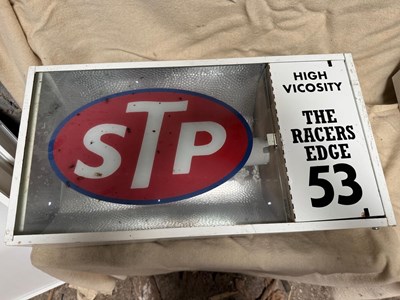 STP
HIGH
VICOSITY
THE
RACERS
EDGE
53